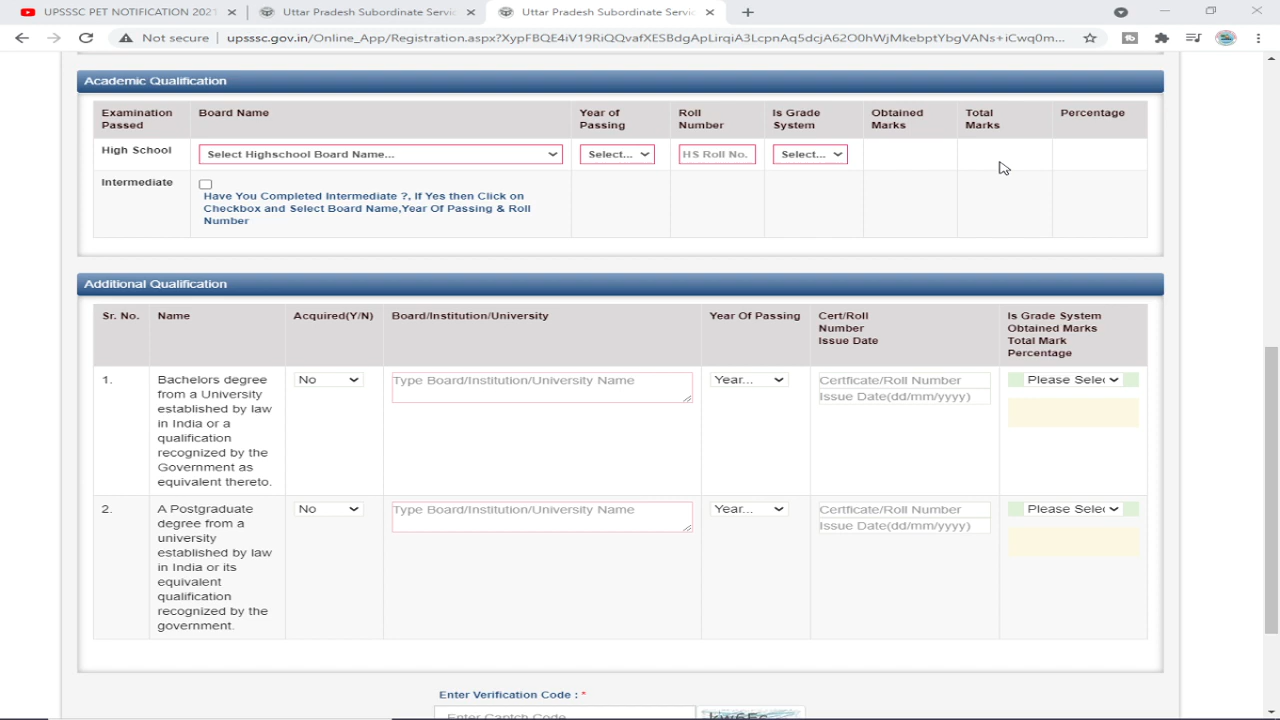 UPSSSC PET NOTIFICATION 2021
Uttar Pradesh Subordinate Servic
Uttar Pradesh Subordinate Servic
Not secure
upsssc.gov.in/Online_App/Registration.aspx?XypFBQE4iV19RiQQvafXESBdgApLirqiA3LcpnAq5dcjA62O0hWjMkebptYbgVANs+iCwq0m...
Academic Qualification
Examination Passed
Board Name
Year of Passing
Roll Number
Is Grade System
Obtained Marks
Total Marks
Percentage
High School
Select Highschool Board Name...
Select...
HS Roll No.
Select...
Intermediate
Have You Completed Intermediate ?, If Yes then Click on
Checkbox and Select Board Name,Year Of Passing & Roll
Number
Additional Qualification
Sr. No.
Name
Acquired(Y/N)
Board/Institution/University
Year Of Passing
Cert/Roll
Number
Issue Date
Is Grade System
Obtained Marks
Total Mark
Percentage
1.
Bachelors degree
from a University
established by law
in India or a
qualification
recognized by the
Government as
equivalent thereto.
No
Type Board/Institution/University Name
Year...
Certficate/Roll Number
Issue Date(dd/mm/yyyy)
Please Selec
2.
A Postgraduate
degree from a
university
established by law
in India or its
equivalent
qualification
recognized by the
government.
No
Type Board/Institution/University Name
Year...
Certficate/Roll Number
Issue Date(dd/mm/yyyy)
Please Selec
Enter Verification Code : *
Enter Captch Code